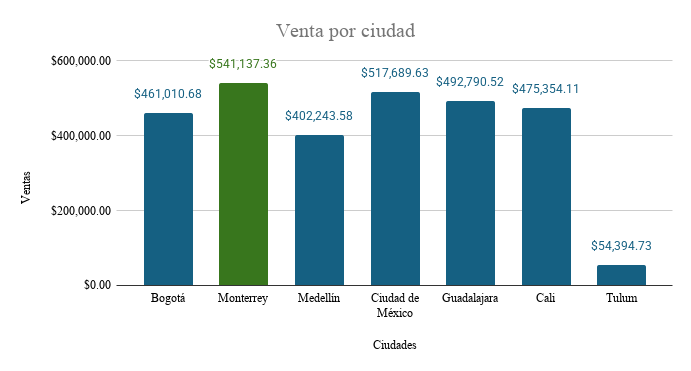 Venta por ciudad
$600,000.00
$400,000.00
$200,000.00
$0.00
Ventas
$461,010.68
$541,137.36
$402,243.58
$517,689.63
$492,790.52
$475,354.11
$54,394.73
Bogotá
Monterrey
Medellín
Ciudad de
México
Guadalajara
Cali
Tulum
Ciudades